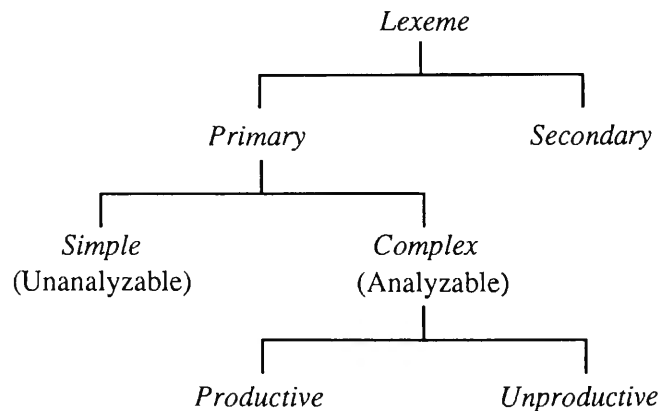 Lexeme
Primary Secondary
Simple Complex
(Unanalyzable) (Analyzable)
Productive Unproductive